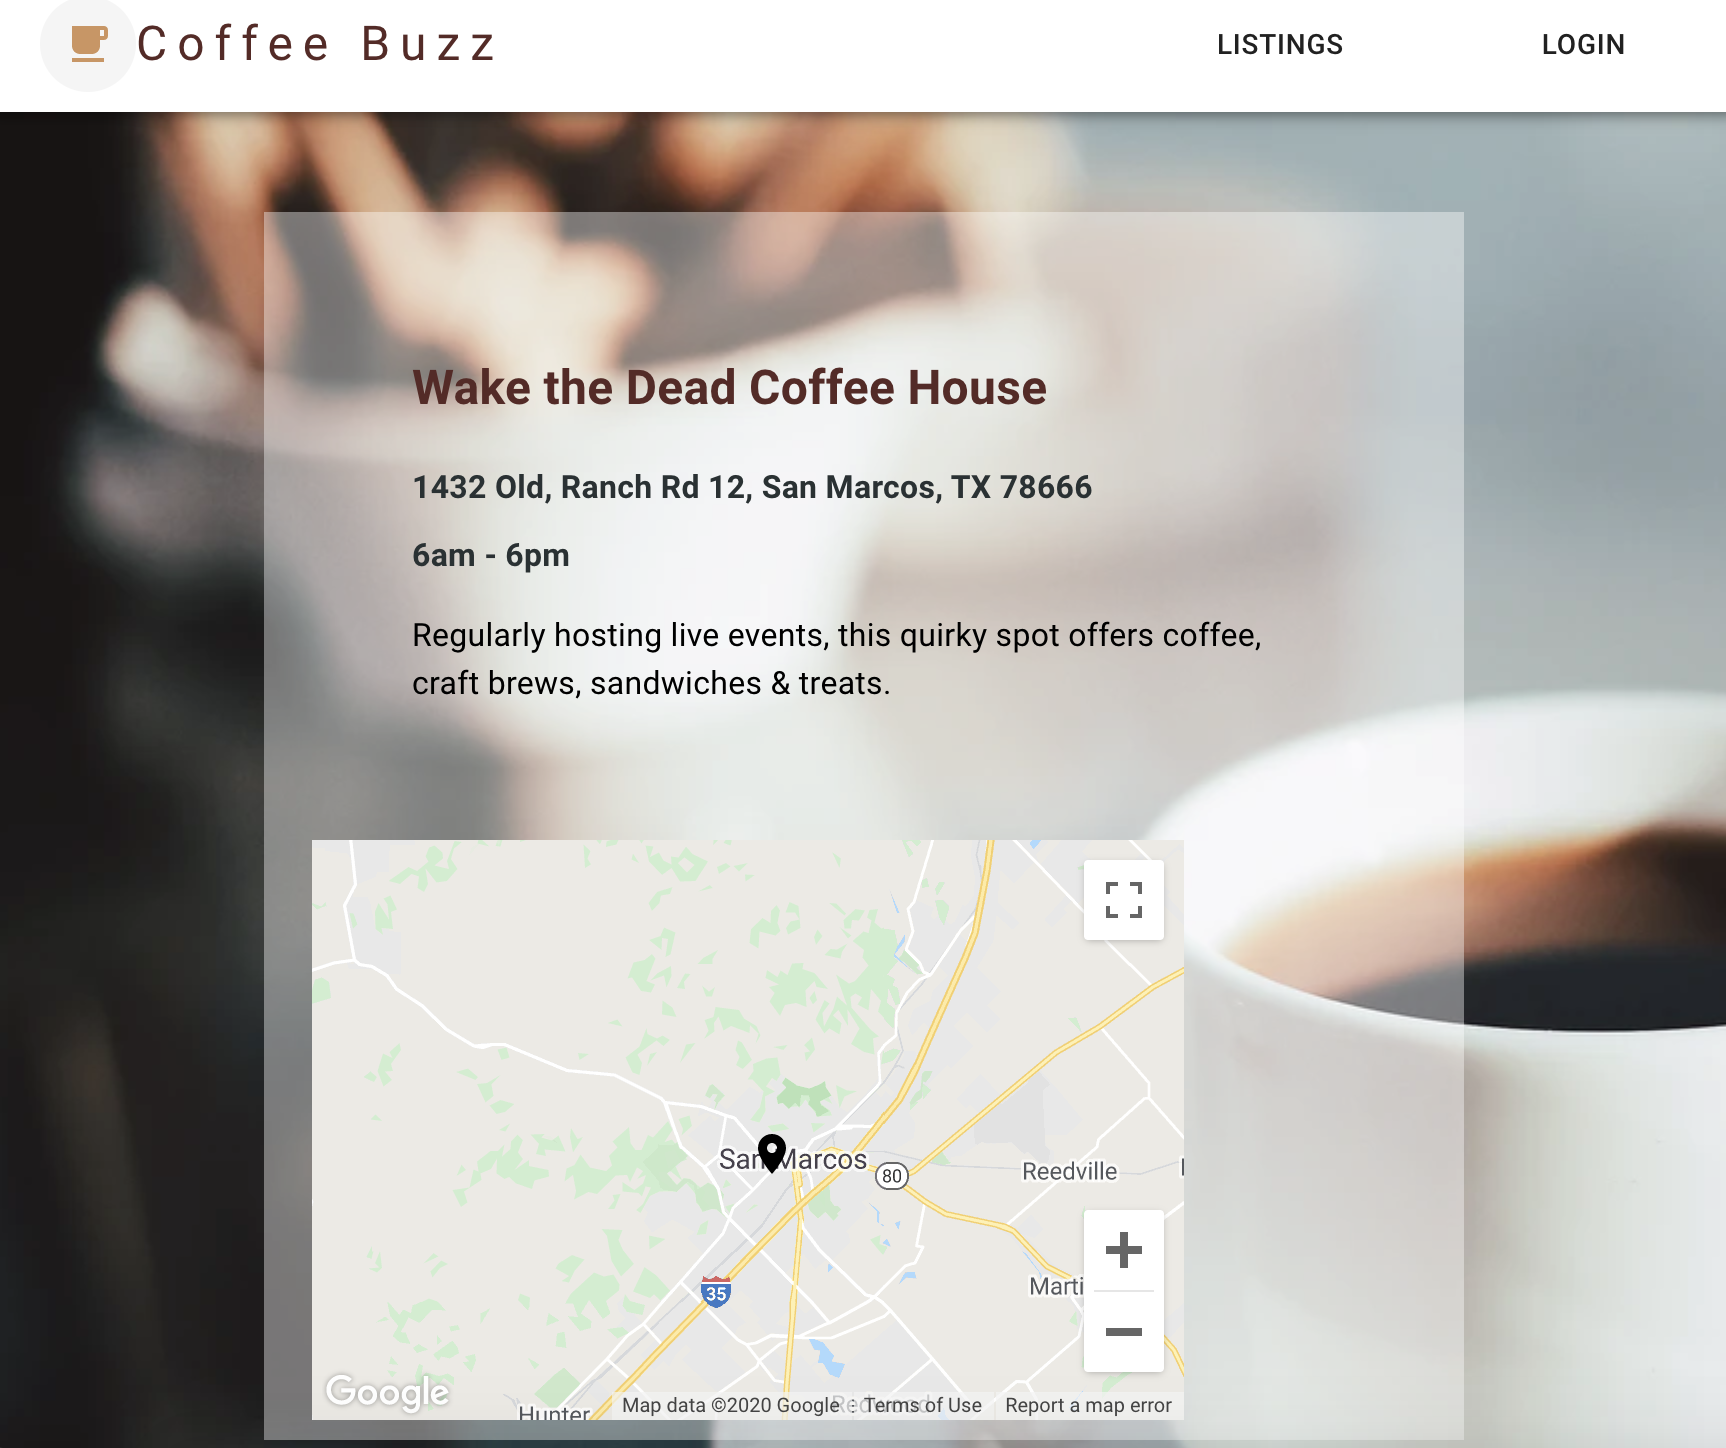 Coffee Buzz
LISTINGS
LOGIN
Wake the Dead Coffee House
1432 Old, Ranch Rd 12, San Marcos, TX 78666
6am - 6pm
Regularly hosting live events, this quirky spot offers coffee,
craft brews, sandwiches & treats.
San Marcos
80
Reedville
Marti
35
Google
Hunter
Map data ©2020 Google
Terms of Use
Report a map error